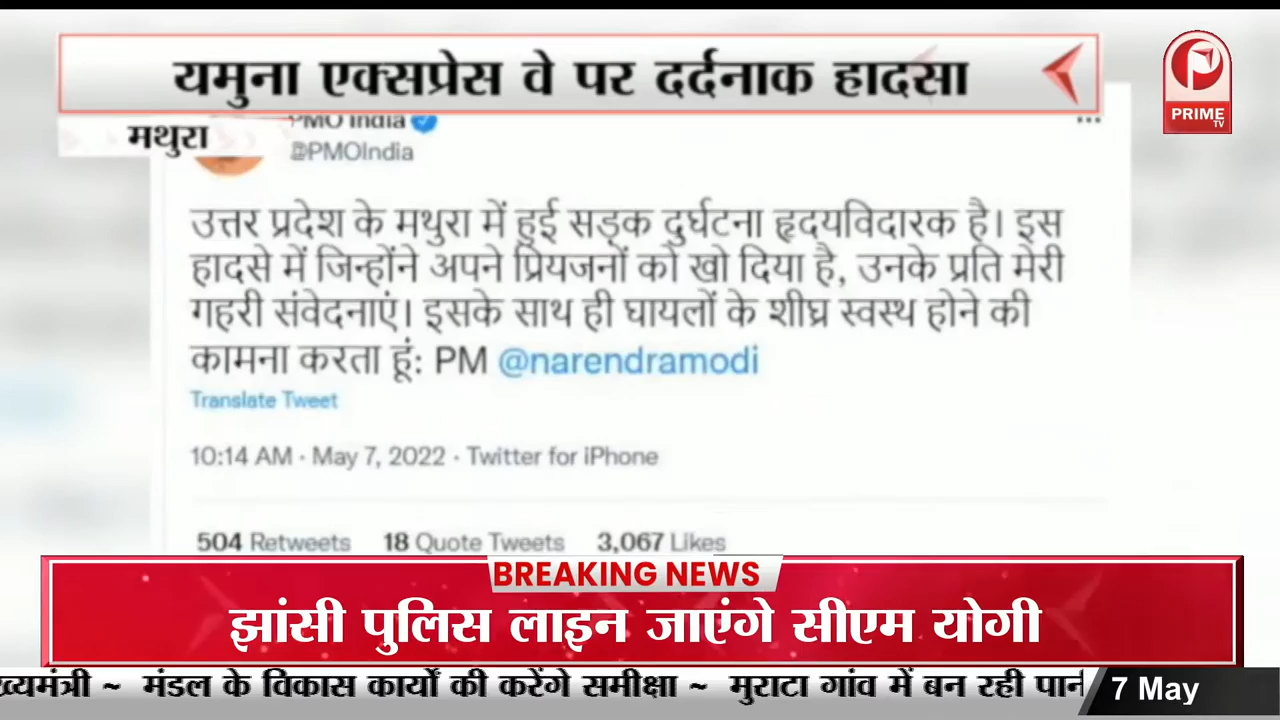 यमुना एक्सप्रेस वे पर दर्दनाक हादसा
PRIME
TV
मथुरा
PMO India
@PMOIndia
उत्तर प्रदेश के मथुरा में हुई सड़क दुर्घटना हृदयविदारक है। इस
हादसे में जिन्होंने अपने प्रियजनों को खो दिया है, उनके प्रति मेरी
गहरी संवेदनाएं। इसके साथ ही घायलों के शीघ्र स्वस्थ होने की
कामना करता हूं: PM @narendramodi
Translate Tweet
10:14 AM · May 7, 2022 · Twitter for iPhone
504 Retweets 18 Quote Tweets 3,067 Likes
BREAKING NEWS
झांसी पुलिस लाइन जाएंगे सीएम योगी
ख्यमंत्री ~ मंडल के विकास कार्यों की करेंगे समीक्षा ~ मुराटा गांव में बन रही पान
7 May